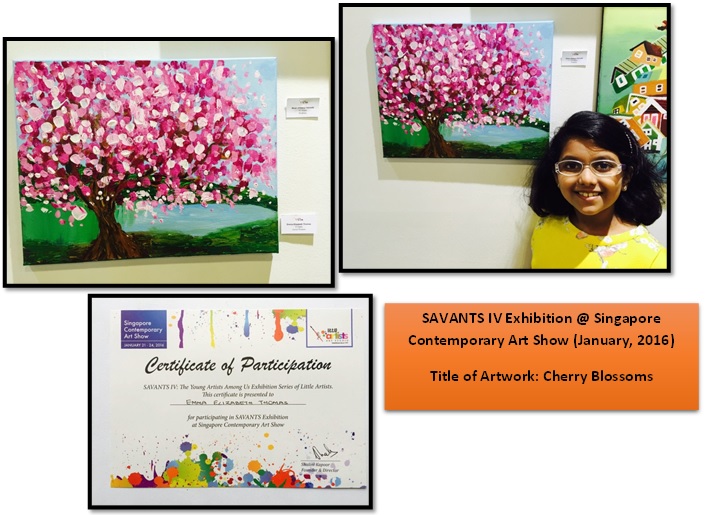 SAVANTS IV Exhibition @ Singapore
Contemporary Art Show (January, 2016)
Title of Artwork: Cherry Blossoms
Singapore
Contemporary
Art Show
JANUARY 21 - 24, 2016
Certificate of Participation
SAVANTS IV: The Young Artists Among Us Exhibition Series of Little Artists.
This certificate is presented to
EMMA ELIZABETH THOMAS
for participating in SAVANTS Exhibition
at Singapore Contemporary Art Show
Founder & Director